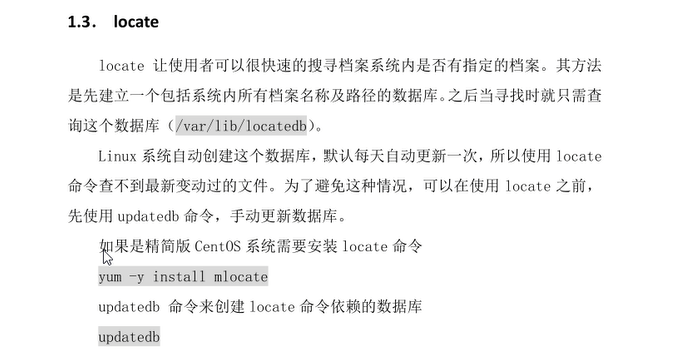 1.3. locate
locate 让使用者可以很快速的搜寻档案系统内是否有指定的档案。其方法
是先建立一个包括系统内所有档案名称及路径的数据库。之后当寻找时就只需查
询这个数据库（/var/lib/locatedb）。
Linux 系统自动创建这个数据库，默认每天自动更新一次，所以使用 locate
命令查不到最新变动过的文件。为了避免这种情况，可以在使用 locate 之前，
先使用 updatedb 命令，手动更新数据库。
如果是精简版 CentOS 系统需要安装 locate 命令
yum -y install mlocate
updatedb 命令来创建 locate 命令依赖的数据库
updatedb